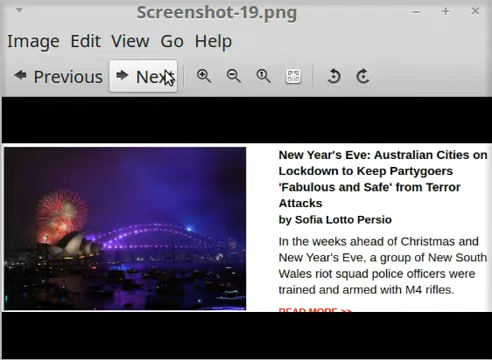 Screenshot-19.png
Image Edit View Go Help
Previous Next
New Year's Eve: Australian Cities on
Lockdown to Keep Partygoers
'Fabulous and Safe' from Terror
Attacks
by Sofia Lotto Persio
In the weeks ahead of Christmas and
New Year's Eve, a group of New South
Wales riot squad police officers were
trained and armed with M4 rifles.
READ MORE >>